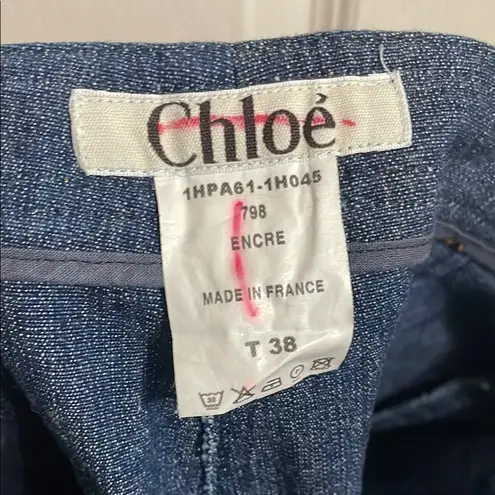 Chloé
1HPA61-1H045
798
ENCRE
MADE IN FRANCE
T 38